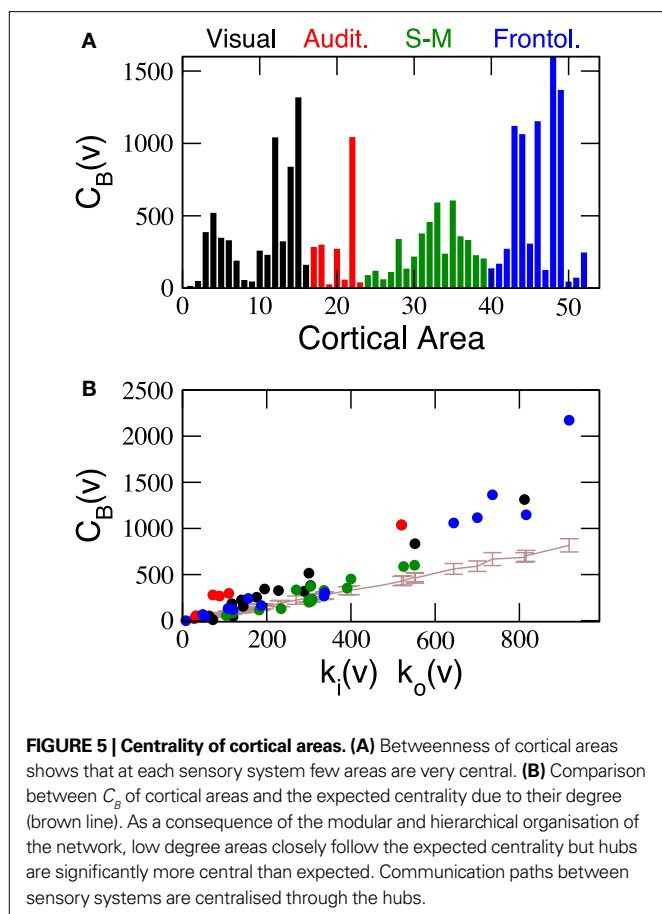 A
Visual Audit. S-M Frontol.
1500
1000
500
0
C_B(v)
0 10 20 30 40 50
Cortical Area
B
2500
2000
1500
1000
500
0
C_B(v)
0 200 400 600 800
k_i(v) k_o(v)
FIGURE 5 | Centrality of cortical areas. (A) Betweenness of cortical areas
shows that at each sensory system few areas are very central. (B) Comparison
between C_B of cortical areas and the expected centrality due to their degree
(brown line). As a consequence of the modular and hierarchical organisation of
the network, low degree areas closely follow the expected centrality but hubs
are significantly more central than expected. Communication paths between
sensory systems are centralised through the hubs.